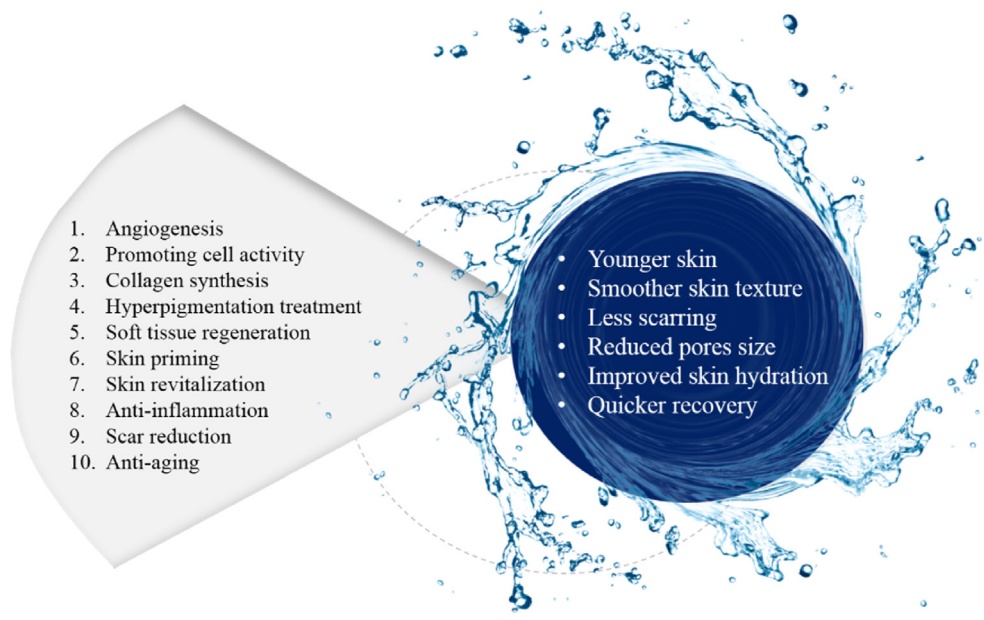 1. Angiogenesis
2. Promoting cell activity
3. Collagen synthesis
4. Hyperpigmentation treatment
5. Soft tissue regeneration
6. Skin priming
7. Skin revitalization
8. Anti-inflammation
9. Scar reduction
10. Anti-aging
• Younger skin
• Smoother skin texture
• Less scarring
• Reduced pores size
• Improved skin hydration
• Quicker recovery